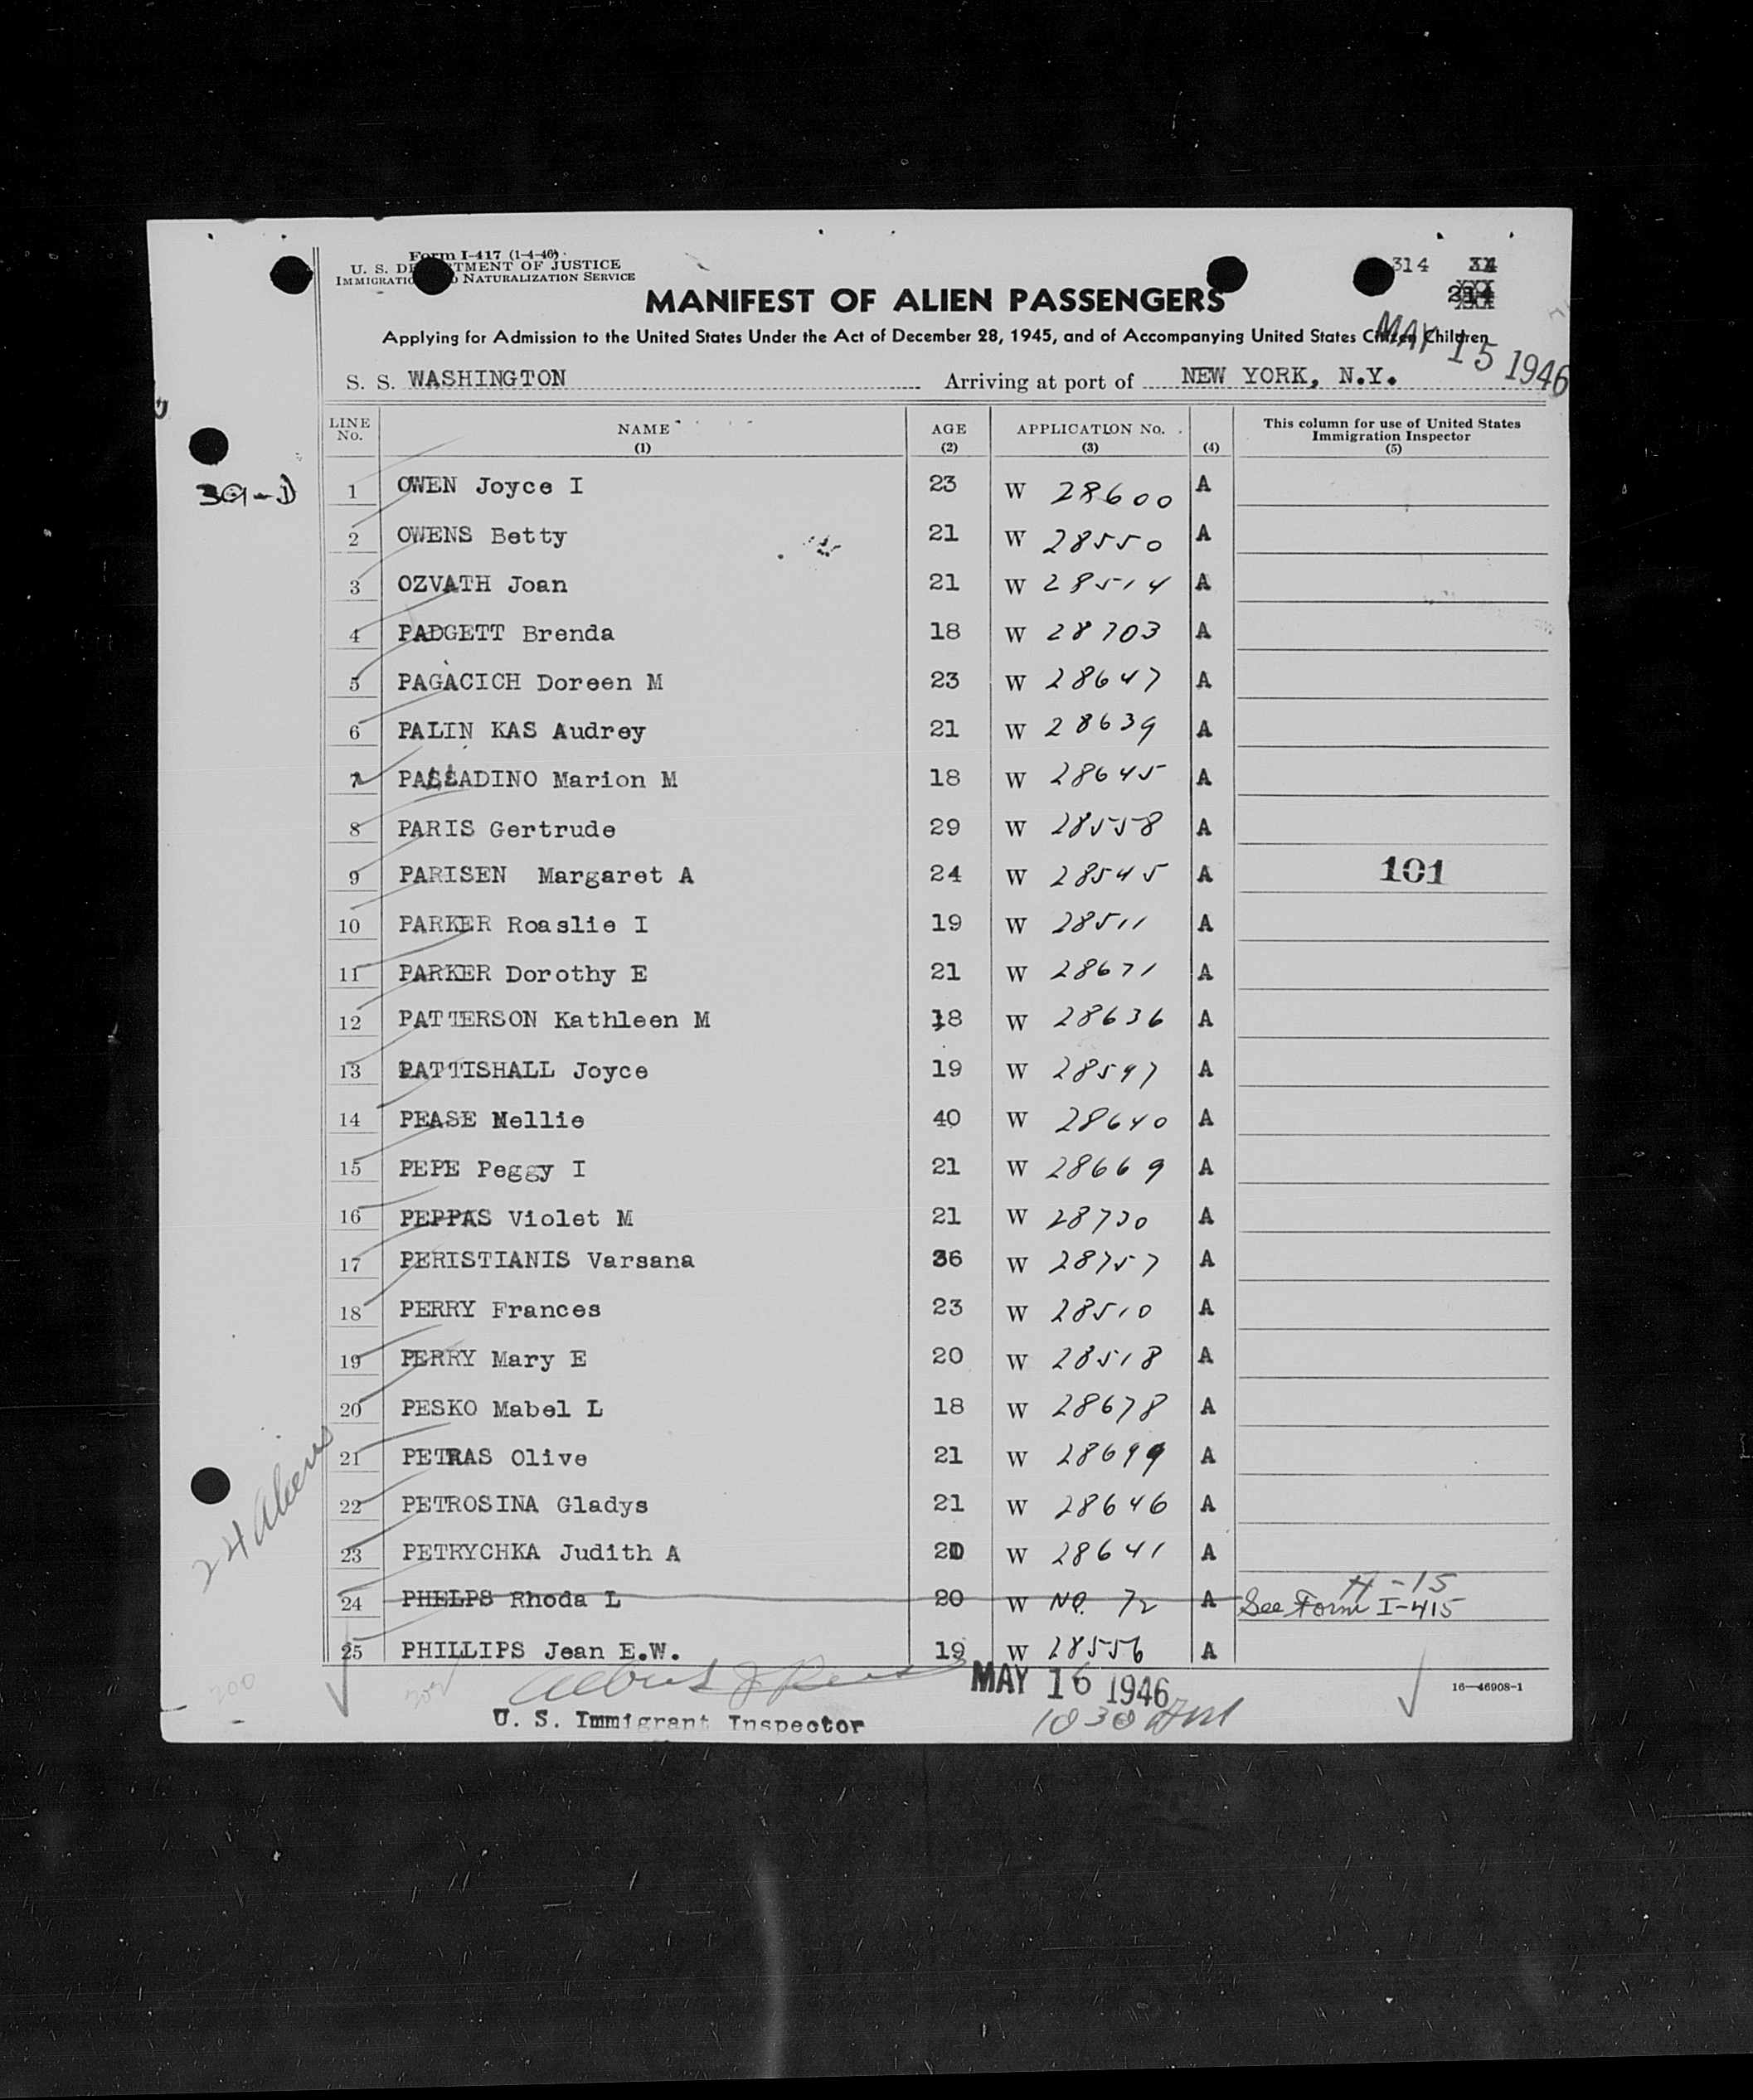 Form I-417 (1-4-46)
U. S. DEPARTMENT OF JUSTICE
IMMIGRATION AND NATURALIZATION SERVICE
314
MANIFEST OF ALIEN PASSENGERS
Applying for Admission to the United States Under the Act of December 28, 1945, and of Accompanying United States Citizen Children
MAY 15 1946
S. S. WASHINGTON Arriving at port of NEW YORK, N.Y.
LINE No. NAME (1) AGE (2) APPLICATION No. (3) (4) This column for use of United States Immigration Inspector (5)
39-D
1 OWEN Joyce I 23 W 28600 A
2 OWENS Betty 21 W 28550 A
3 OZVATH Joan 21 W 28514 A
4 PADGETT Brenda 18 W 28703 A
5 PAGACICH Doreen M 23 W 28647 A
6 PALIN KAS Audrey 21 W 28639 A
7 PASSADINO Marion M 18 W 28645 A
8 PARIS Gertrude 29 W 28558 A
9 PARISEN Margaret A 24 W 28545 A 101
10 PARKER Roaslie I 19 W 28511 A
11 PARKER Dorothy E 21 W 28671 A
12 PATTERSON Kathleen M 18 W 28636 A
13 PATTISHALL Joyce 19 W 28597 A
14 PEASE Nellie 40 W 28640 A
15 PEPE Peggy I 21 W 28669 A
16 PEPPAS Violet M 21 W 28730 A
17 PERISTIANIS Varsana 36 W 28757 A
18 PERRY Frances 23 W 28510 A
19 PERRY Mary E 20 W 28518 A
20 PESKO Mabel L 18 W 28678 A
21 PETRAS Olive 21 W 28699 A
22 PETROSINA Gladys 21 W 28646 A
23 PETRYCHKA Judith A 20 W 28641 A
24 PHELPS Rhoda L 20 W NQ. 72 A H-15 See Form I-415
25 PHILLIPS Jean E.W. 19 W 28556 A
24 Aliens
MAY 16 1946
16—46908-1
200
U. S. Immigrant Inspector
1030